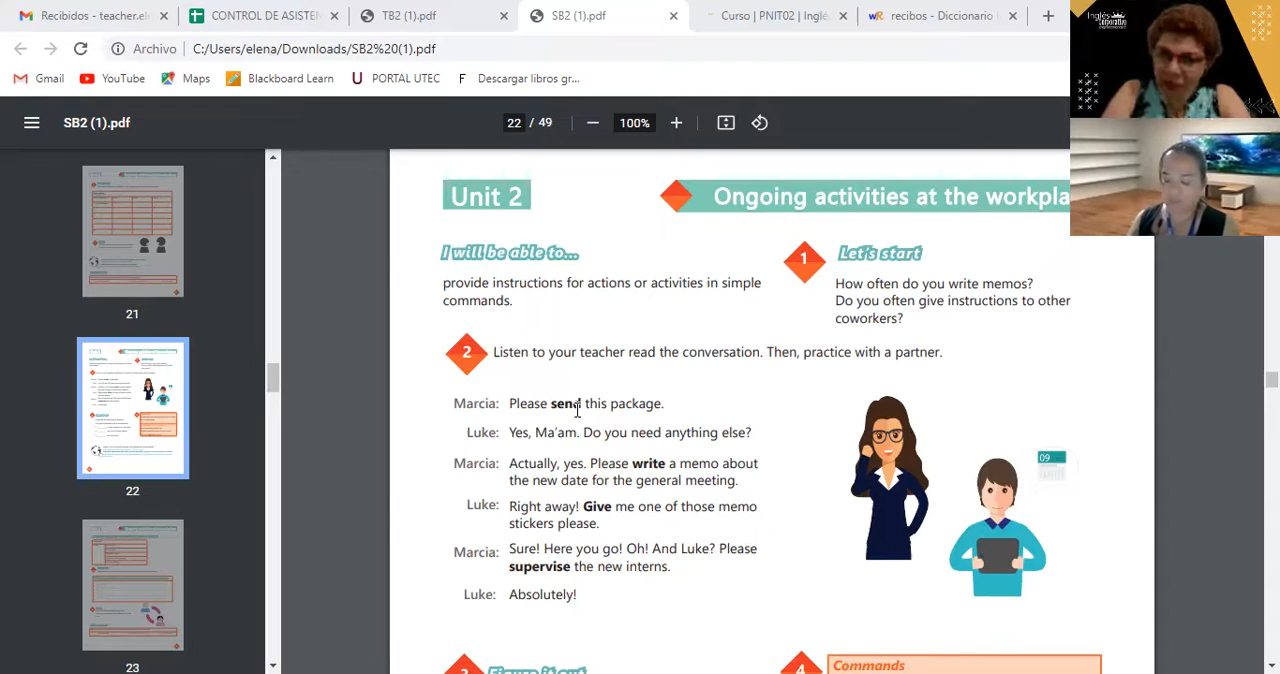 Recibidos - teacher.el
CONTROL DE ASISTEN
TB2 (1).pdf
SB2 (1).pdf
Curso | PNIT02 | Inglé
recibos - Diccionario
Archivo
C:/Users/elena/Downloads/SB2%20(1).pdf
Gmail
YouTube
Maps
Blackboard Learn
PORTAL UTEC
Descargar libros gr...
SB2 (1).pdf
22 / 49
100%
Inglés
Corporativo
21
22
23
Unit 2
Ongoing activities at the workpla
I will be able to...
provide instructions for actions or activities in simple
commands.
1
Let's start
How often do you write memos?
Do you often give instructions to other
coworkers?
2
Listen to your teacher read the conversation. Then, practice with a partner.
Marcia: Please send this package.
Luke: Yes, Ma'am. Do you need anything else?
Marcia: Actually, yes. Please write a memo about
the new date for the general meeting.
Luke: Right away! Give me one of those memo
stickers please.
Marcia: Sure! Here you go! Oh! And Luke? Please
supervise the new interns.
Luke: Absolutely!
09
3
Figure it out
4
Commands